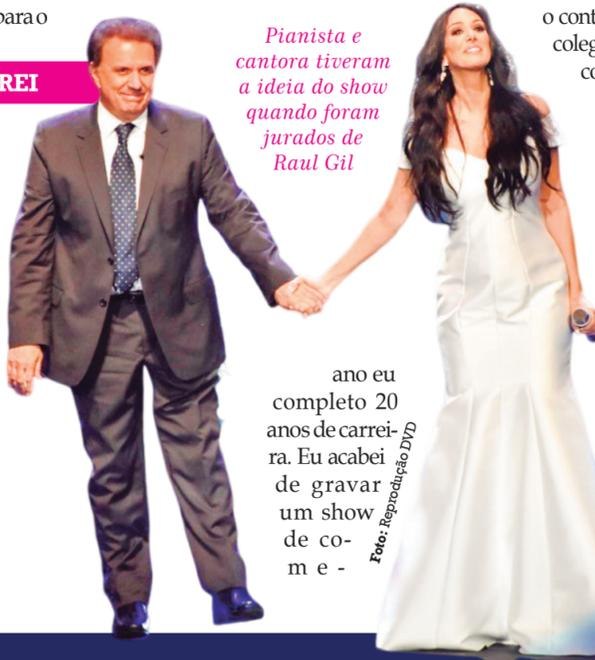 para o
REI
Pianista e
cantora tiveram
a ideia do show
quando foram
jurados de
Raul Gil
o cont
coleg
co
ano eu
completo 20
anos de carrei-
ra. Eu acabei
de gravar
um show
de co-
me-
Foto: Reprodução DVD